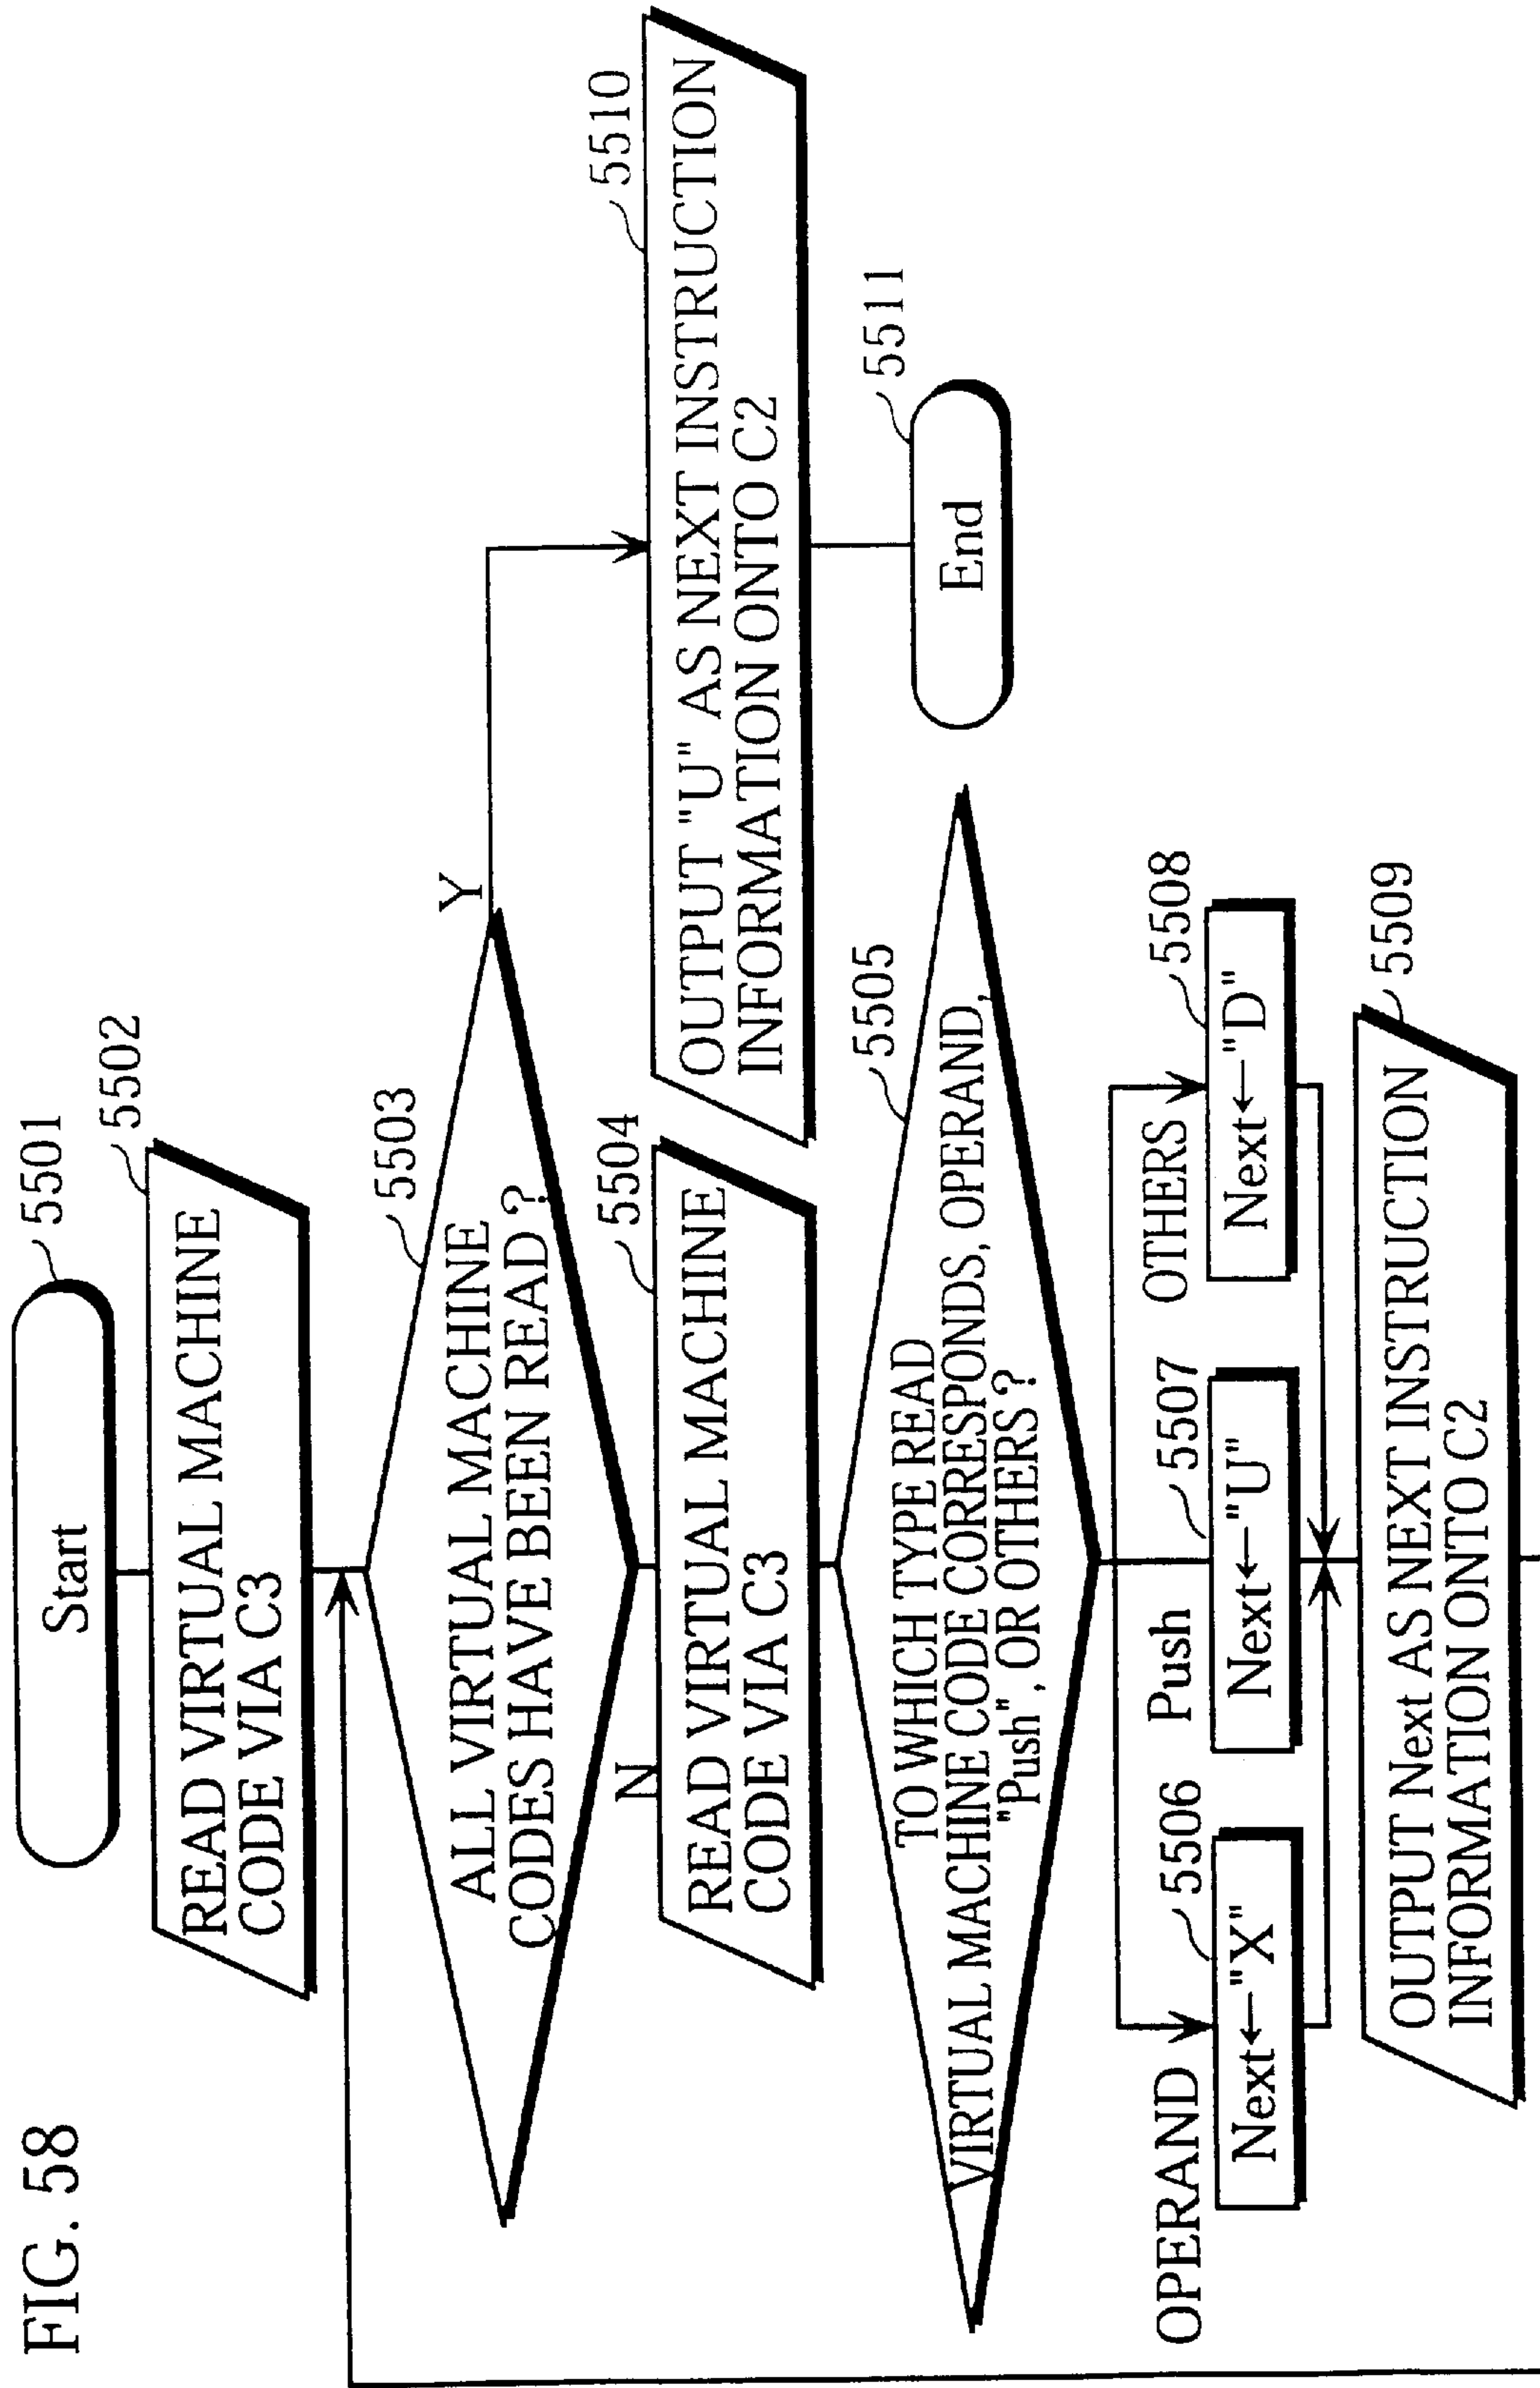 FIG. 58
Start
5501
READ VIRTUAL MACHINE
CODE VIA C3
5502
ALL VIRTUAL MACHINE
CODES HAVE BEEN READ ?
5503
Y
N
READ VIRTUAL MACHINE
CODE VIA C3
5504
OUTPUT "U" AS NEXT INSTRUCTION
INFORMATION ONTO C2
5510
End
5511
TO WHICH TYPE READ
VIRTUAL MACHINE CODE CORRESPONDS, OPERAND,
"Push", OR OTHERS ?
5505
OPERAND
Push
OTHERS
Next←"X"
5506
Next←"U"
5507
Next←"D"
5508
OUTPUT Next AS NEXT INSTRUCTION
INFORMATION ONTO C2
5509